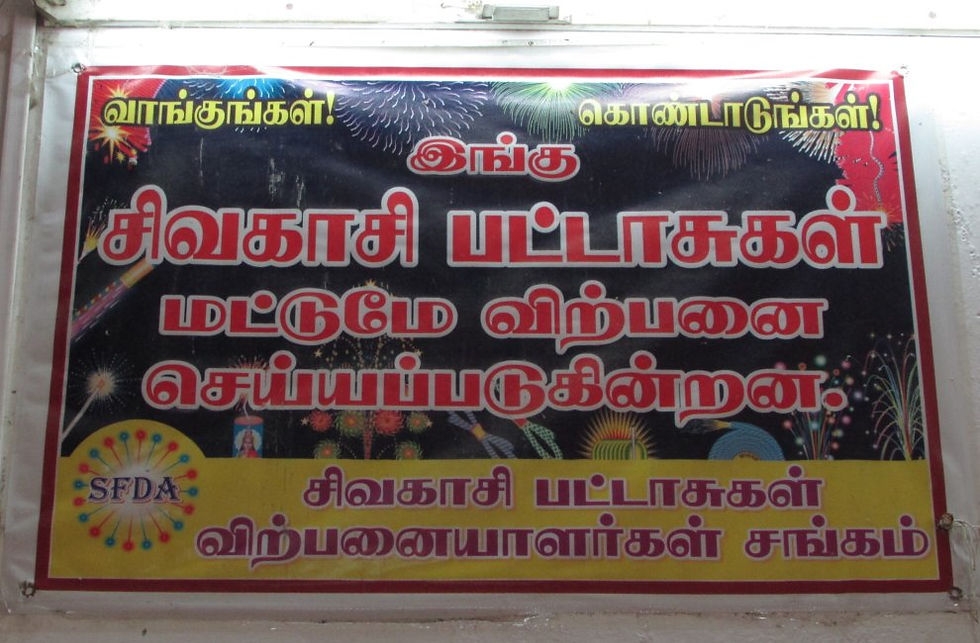 வாங்குங்கள்! கொண்டாடுங்கள்!
இங்கு
சிவகாசி பட்டாசுகள்
மட்டுமே விற்பனை
செய்யப்படுகின்றன.
SFDA
சிவகாசி பட்டாசுகள்
விற்பனையாளர்கள் சங்கம்